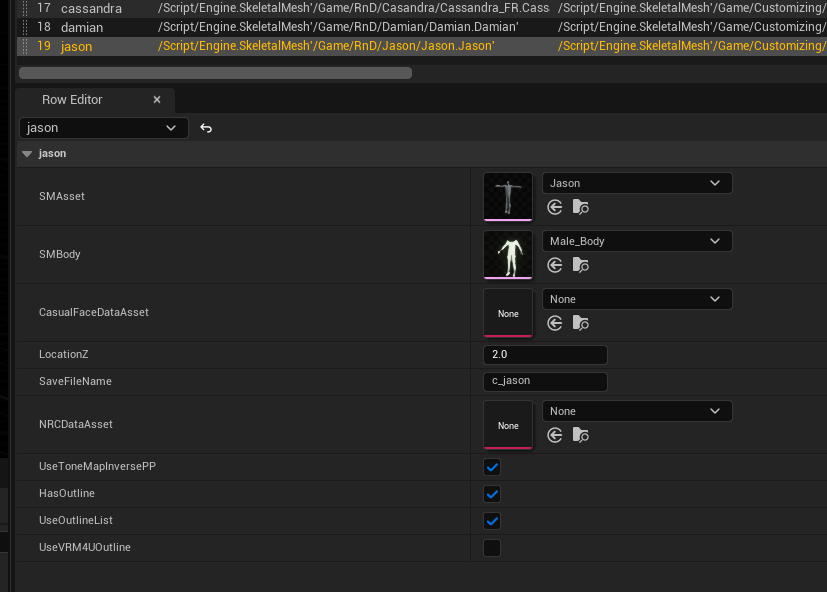 17 cassandra /Script/Engine.SkeletalMesh'/Game/RnD/Casandra/Cassandra_FR.Cass /Script/Engine.SkeletalMesh'/Game/Customizing/
18 damian /Script/Engine.SkeletalMesh'/Game/RnD/Damian/Damian.Damian' /Script/Engine.SkeletalMesh'/Game/Customizing/
19 jason /Script/Engine.SkeletalMesh'/Game/RnD/Jason/Jason.Jason' /Script/Engine.SkeletalMesh'/Game/Customizing/
Row Editor
jason
jason
SMAsset Jason
SMBody Male_Body
CasualFaceDataAsset None None
LocationZ 2.0
SaveFileName c_jason
NRCDataAsset None None
UseToneMapInversePP
HasOutline
UseOutlineList
UseVRM4UOutline